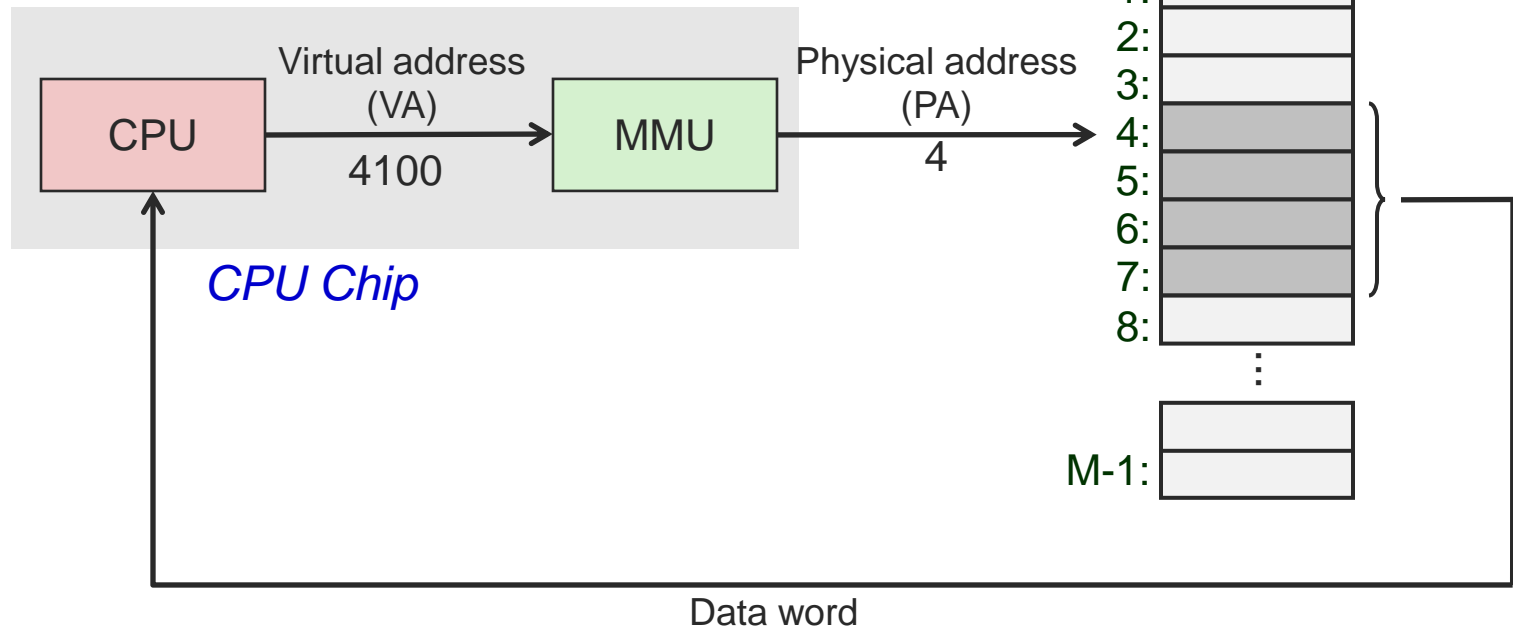 Virtual address
(VA)
4100
CPU
MMU
Physical address
(PA)
4
CPU Chip
2:
3:
4:
5:
6:
7:
8:
...
M-1:
Data word